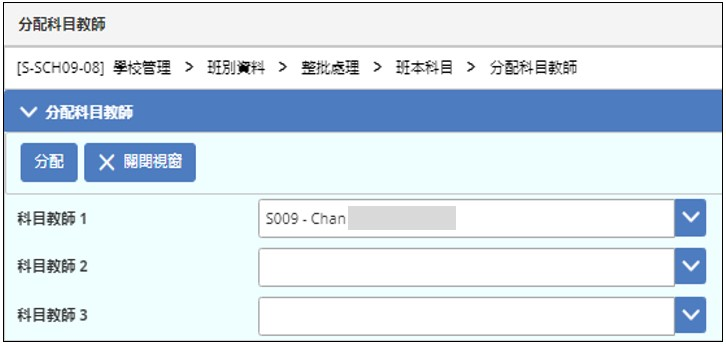 分配科目教師
[S-SCH09-08] 學校管理 > 班別資料 > 整批處理 > 班本科目 > 分配科目教師
分配科目教師
分配 關閉視窗
科目教師 1 S009 - Chan
科目教師 2
科目教師 3